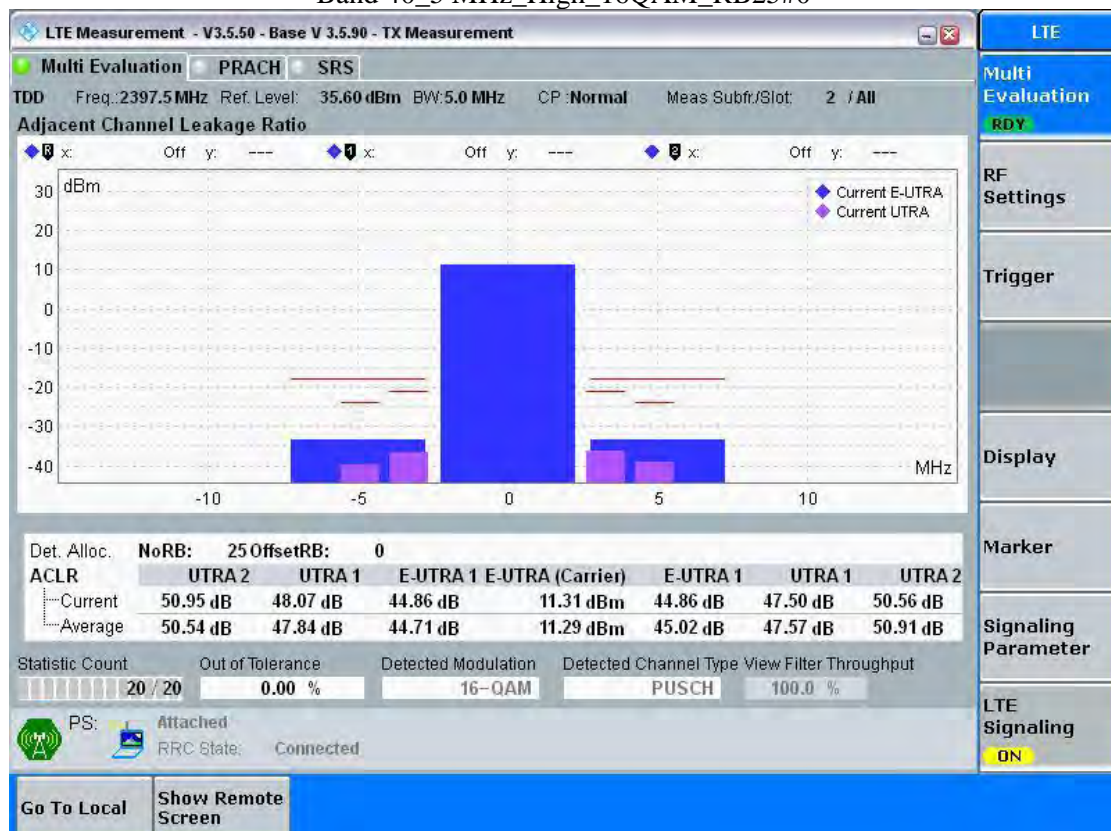 LTE Measurement - V3.5.50 - Base V 3.5.90 - TX Measurement
LTE
Multi Evaluation PRACH SRS
TDD Freq.:2397.5 MHz Ref. Level: 35.60 dBm BW:5.0 MHz CP :Normal Meas Subfr./Slot: 2 / All
Adjacent Channel Leakage Ratio
R x: Off y: --- 1 x: Off y: --- 2 x: Off y: ---
dBm
30
20
10
0
-10
-20
-30
-40
Current E-UTRA
Current UTRA
MHz
-10 -5 0 5 10
Det. Alloc. NoRB: 25 OffsetRB: 0
ACLR UTRA 2 UTRA 1 E-UTRA 1 E-UTRA (Carrier) E-UTRA 1 UTRA 1 UTRA 2
Current 50.95 dB 48.07 dB 44.86 dB 11.31 dBm 44.86 dB 47.50 dB 50.56 dB
Average 50.54 dB 47.84 dB 44.71 dB 11.29 dBm 45.02 dB 47.57 dB 50.91 dB
Statistic Count Out of Tolerance Detected Modulation Detected Channel Type View Filter Throughput
20 / 20 0.00 % 16-QAM PUSCH 100.0 %
PS: Attached
RRC State: Connected
Multi
Evaluation
RDY
RF
Settings
Trigger
Display
Marker
Signaling
Parameter
LTE
Signaling
ON
Go To Local
Show Remote
Screen